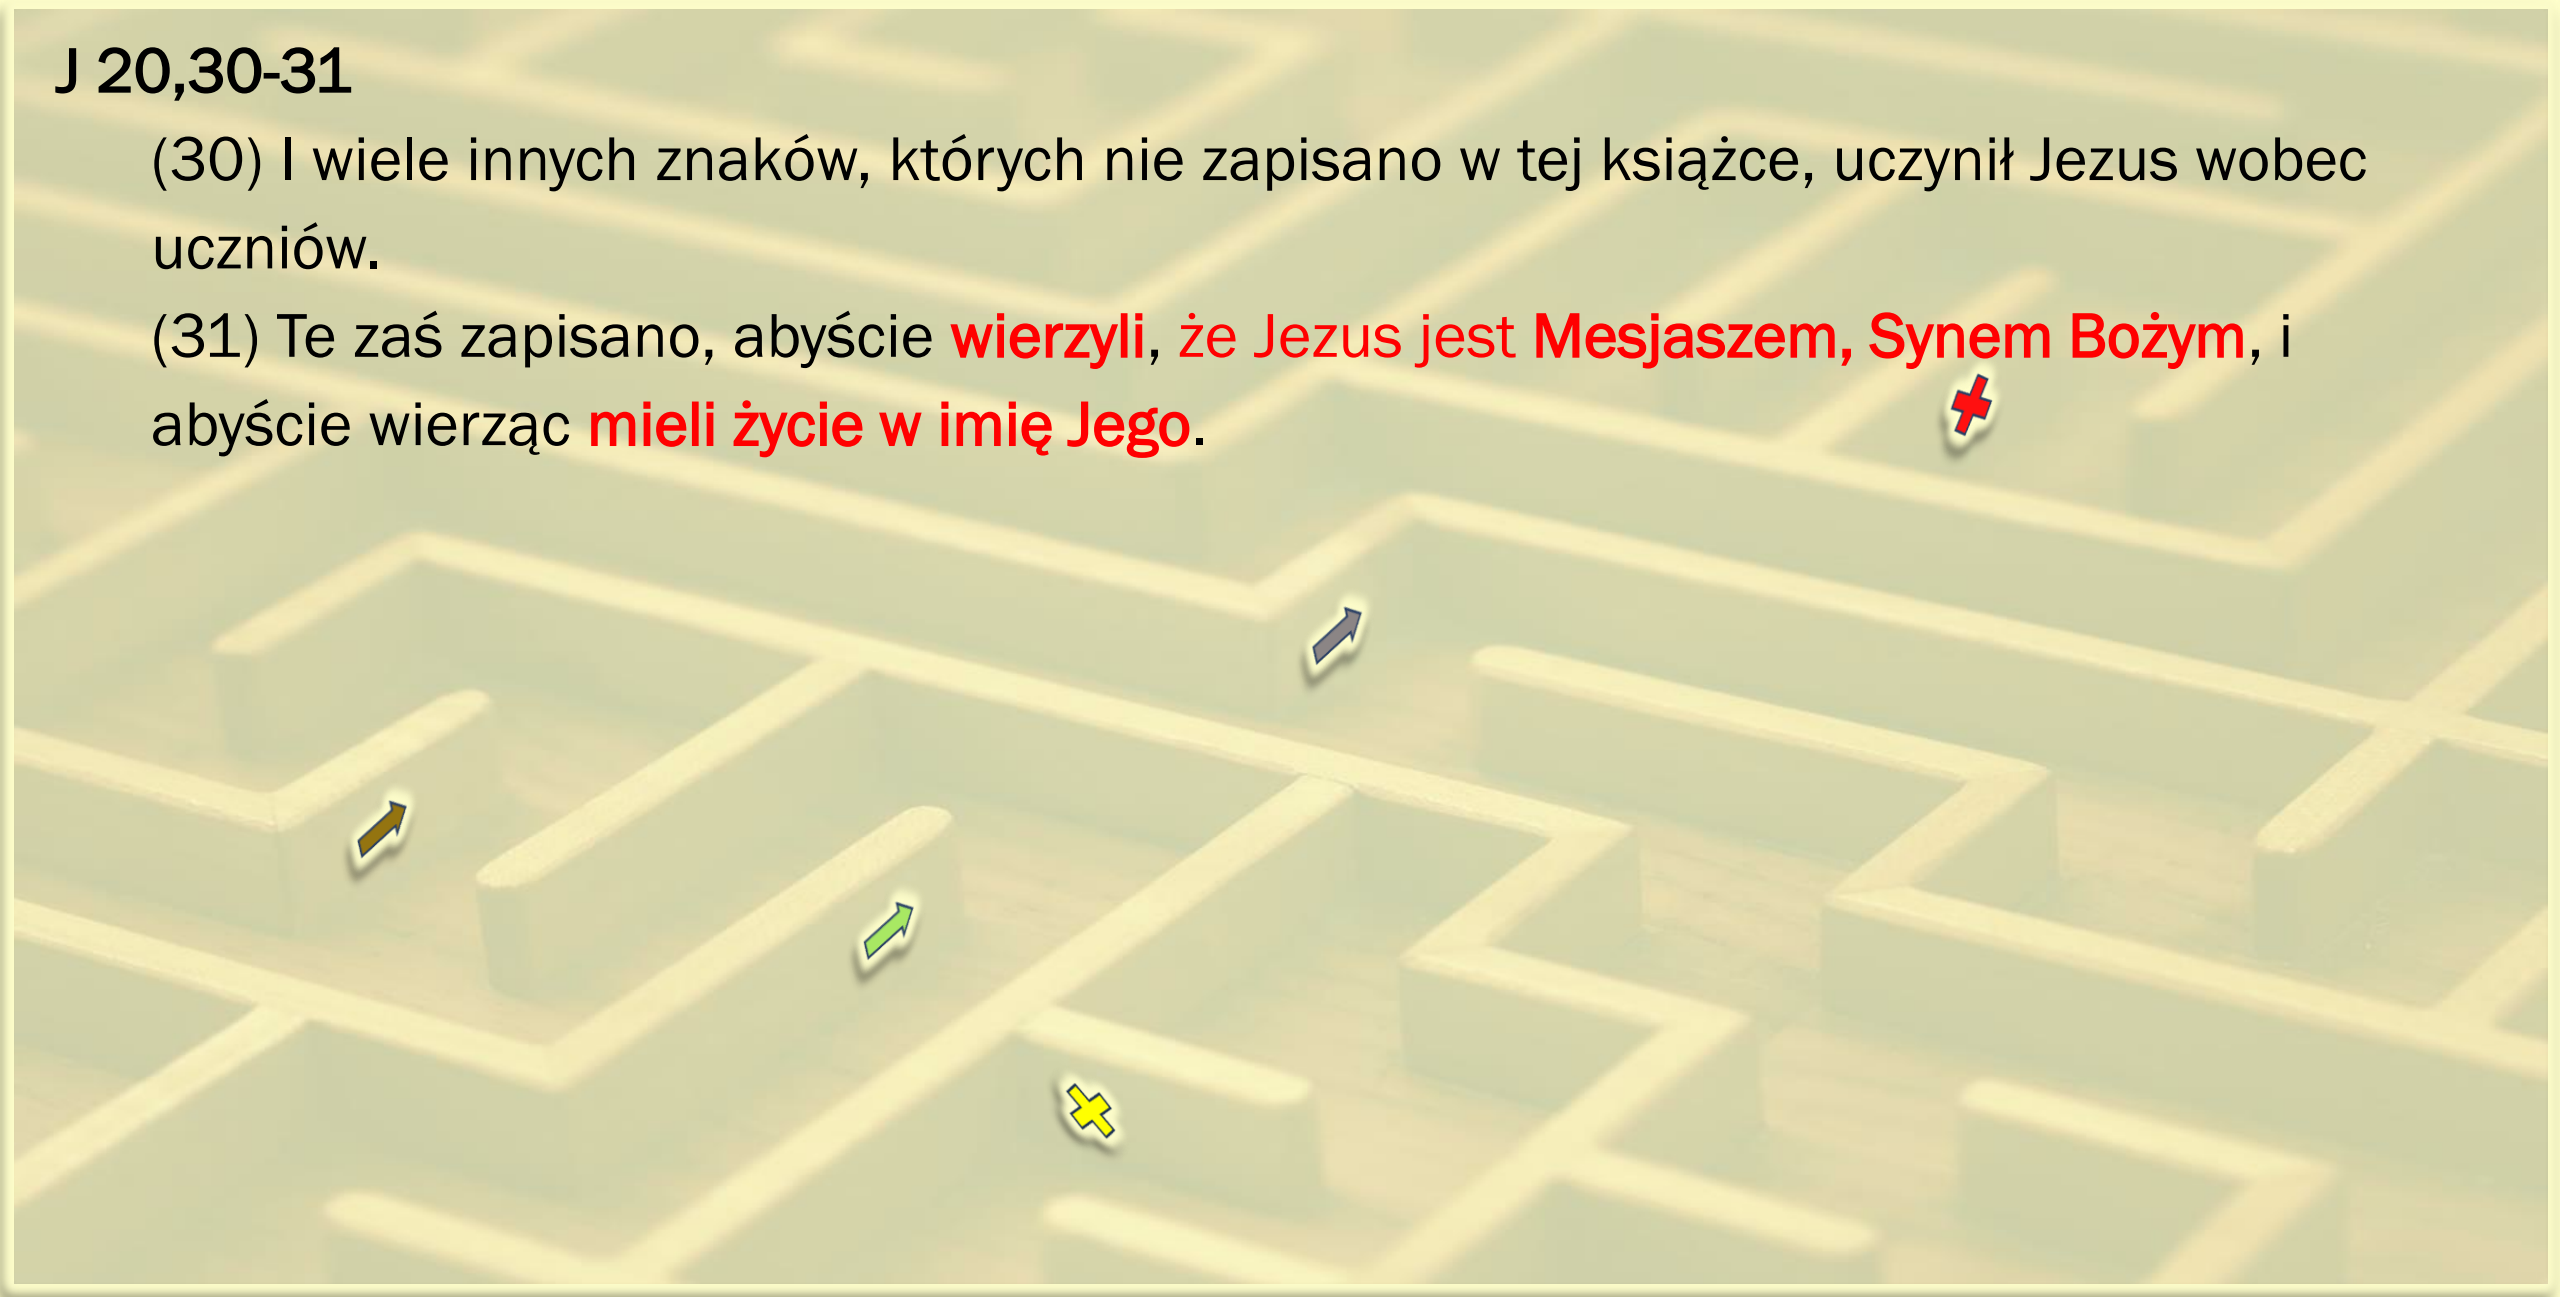 J 20,30-31
(30) I wiele innych znaków, których nie zapisano w tej książce, uczynił Jezus wobec
uczniów.
(31) Te zaś zapisano, abyście wierzyli, że Jezus jest Mesjaszem, Synem Bożym, i
abyście wierząc mieli życie w imię Jego.